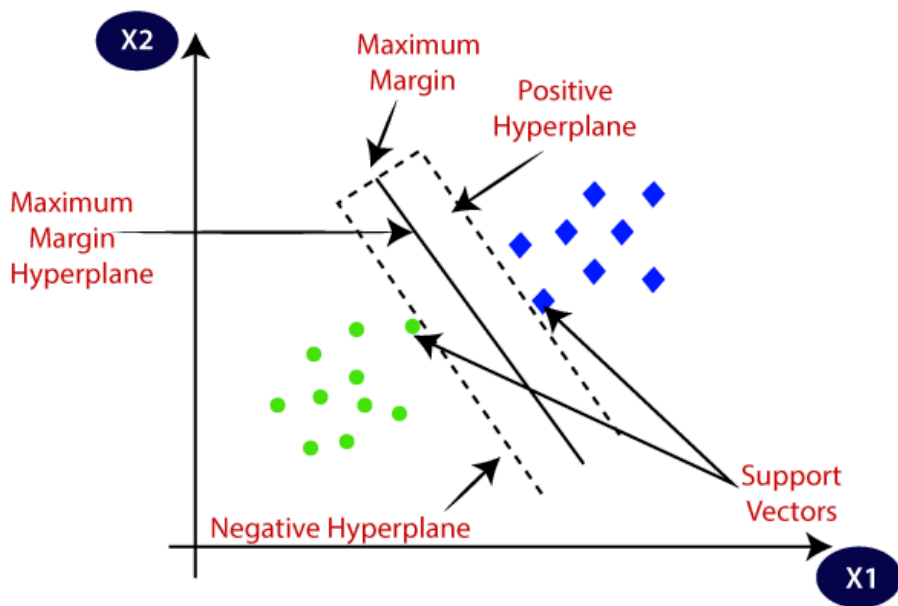 X2
Maximum
Margin
Positive
Hyperplane
Maximum
Margin
Hyperplane
Support
Vectors
Negative Hyperplane
X1